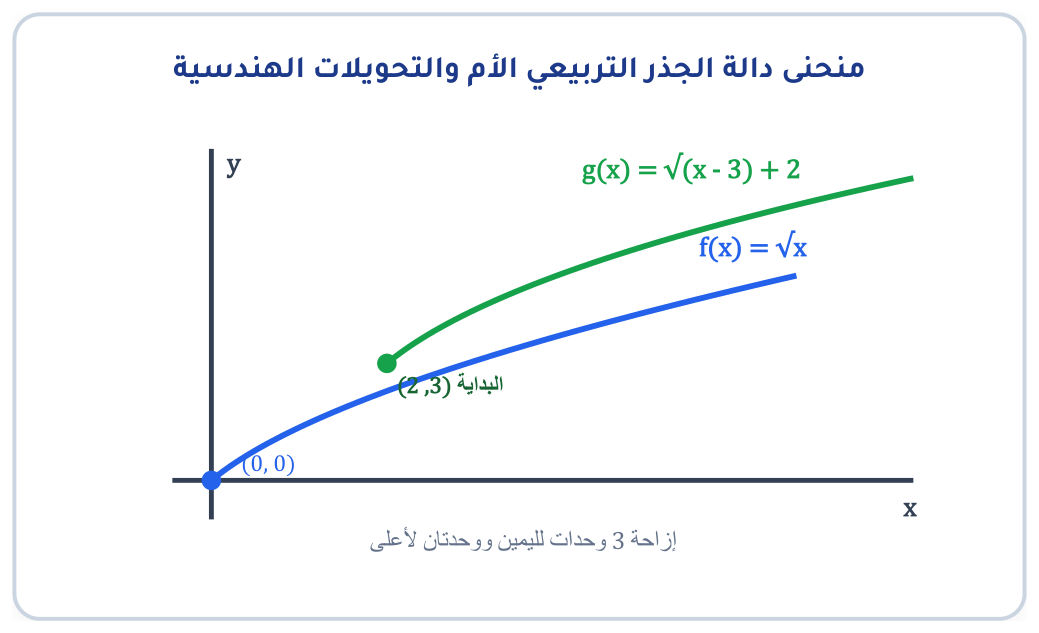 منحنى دالة الجذر التربيعي الأم والتحويلات الهندسية
y
g(x) = √(x - 3) + 2
f(x) = √x
البداية (3, 2)
(0, 0)
x
إزاحة 3 وحدات لليمين ووحدتان لأعلى